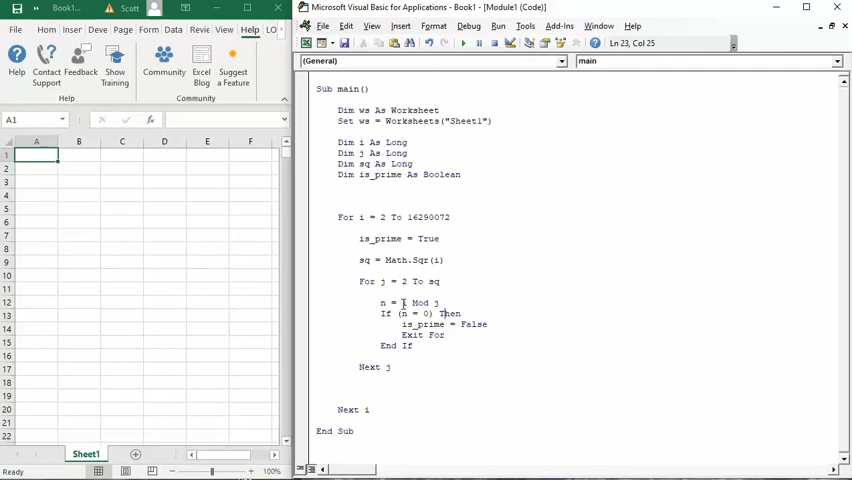 Book1...
Scott
File
Hom
Inser
Draw
Page
Form
Data
Revie
View
Help
LO
Help
Contact
Support
Feedback
Show
Training
Community
Excel
Blog
Suggest
a Feature
Help
Community
A1
fx
A B C D E F
1
2
3
4
5
6
7
8
9
10
11
12
13
14
15
16
17
18
19
20
21
22
Sheet1
Ready
100%
Microsoft Visual Basic for Applications - Book1 - [Module1 (Code)]
File Edit View Insert Format Debug Run Tools Add-Ins Window Help
Ln 23, Col 25
(General)
main
Sub main()
Dim ws As Worksheet
Set ws = Worksheets("Sheet1")
Dim i As Long
Dim j As Long
Dim sq As Long
Dim is_prime As Boolean
For i = 2 To 16290072
is_prime = True
sq = Math.Sqr(i)
For j = 2 To sq
n = i Mod j
If (n = 0) Then
is_prime = False
Exit For
End If
Next j
Next i
End Sub